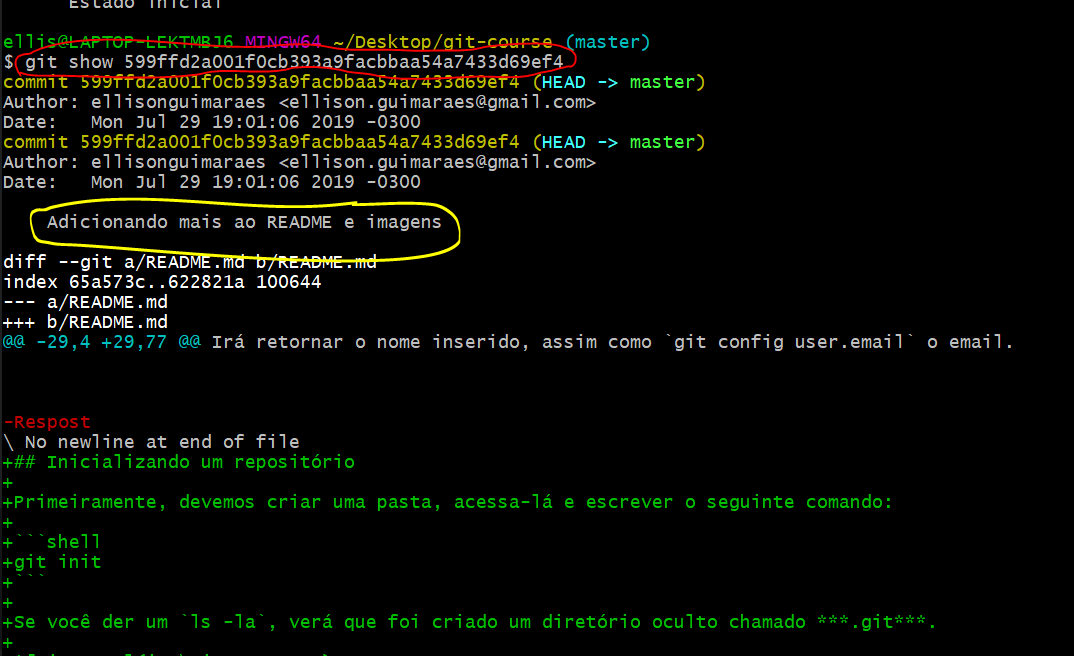 Estado inicial
ellis@LAPTOP-LEKTMBJ6 MINGW64 ~/Desktop/git-course (master)
$ git show 599ffd2a001f0cb393a9facbbaa54a7433d69ef4
commit 599ffd2a001f0cb393a9facbbaa54a7433d69ef4 (HEAD -> master)
Author: ellisonguimaraes <ellison.guimaraes@gmail.com>
Date:   Mon Jul 29 19:01:06 2019 -0300
commit 599ffd2a001f0cb393a9facbbaa54a7433d69ef4 (HEAD -> master)
Author: ellisonguimaraes <ellison.guimaraes@gmail.com>
Date:   Mon Jul 29 19:01:06 2019 -0300
Adicionando mais ao README e imagens
diff --git a/README.md b/README.md
index 65a573c..622821a 100644
--- a/README.md
+++ b/README.md
@@ -29,4 +29,77 @@ Irá retornar o nome inserido, assim como `git config user.email` o email.
-Respost
\ No newline at end of file
+## Inicializando um repositório
+
+Primeiramente, devemos criar uma pasta, acessa-lá e escrever o seguinte comando:
+
+```shell
+git init
+```
+
+Se você der um `ls -la`, verá que foi criado um diretório oculto chamado ***.git***.
+